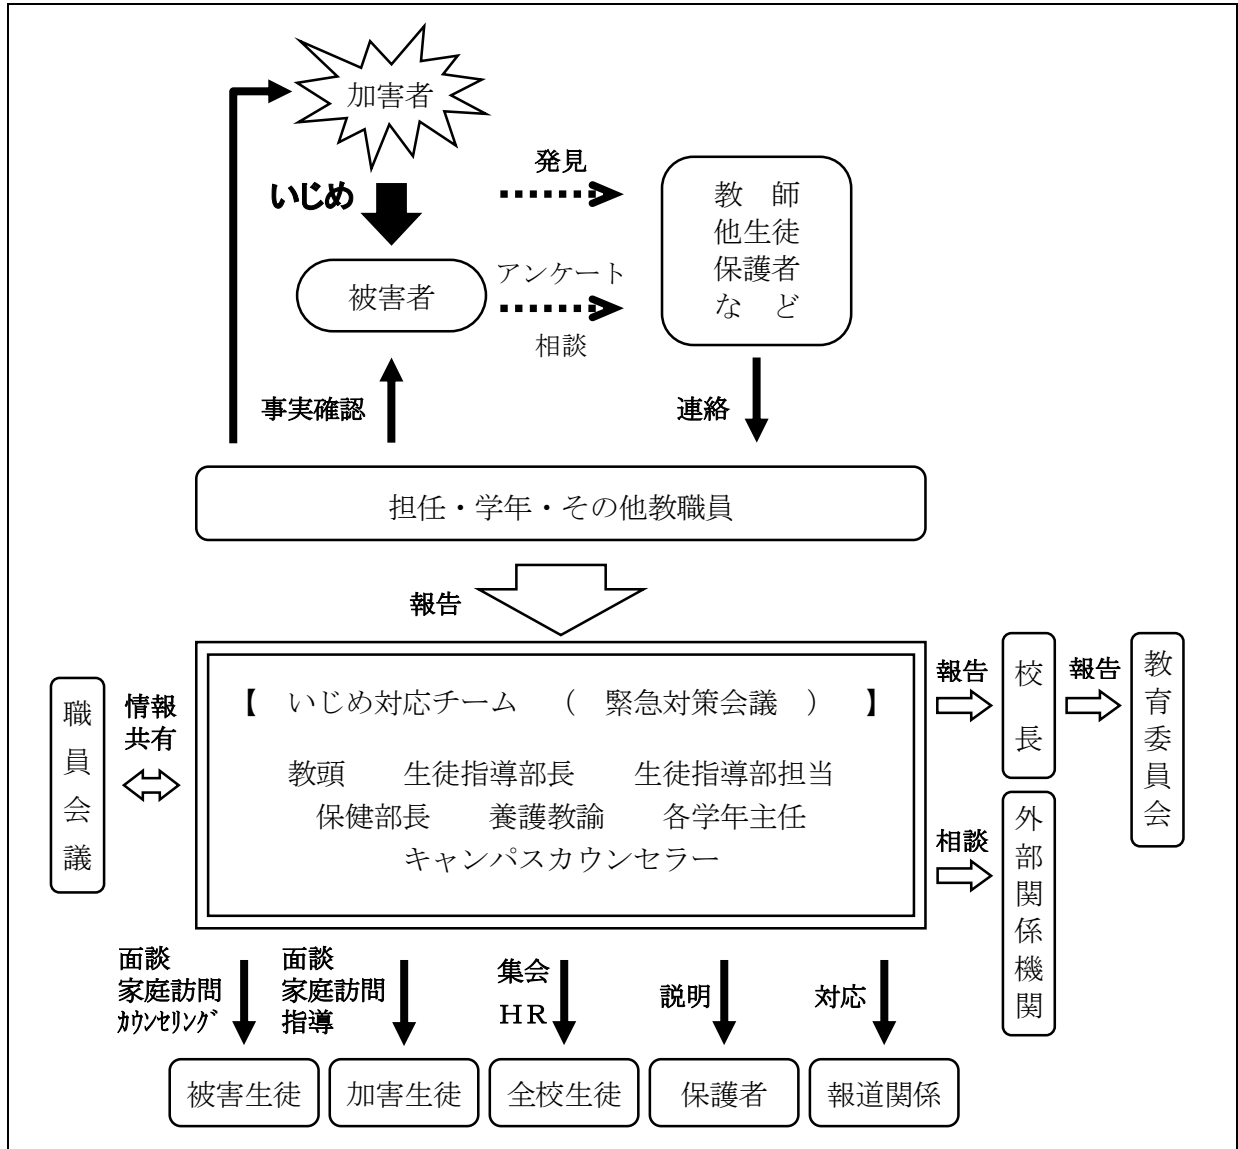 加害者
いじめ
発見
教　師
他生徒
保護者
な　ど
被害者
アンケート
相談
事実確認
連絡
担任・学年・その他教職員
報告
【　いじめ対応チーム　（　緊急対策会議　）　】
教頭　　生徒指導部長　　生徒指導部担当
保健部長　　養護教諭　　各学年主任
キャンパスカウンセラー
職員会議
情報
共有
報告
校長
報告
教育委員会
相談
外部関係機関
面談
家庭訪問
ｶｳﾝｾﾘﾝｸﾞ
面談
家庭訪問
指導
集会
ＨＲ
説明
対応
被害生徒
加害生徒
全校生徒
保護者
報道関係